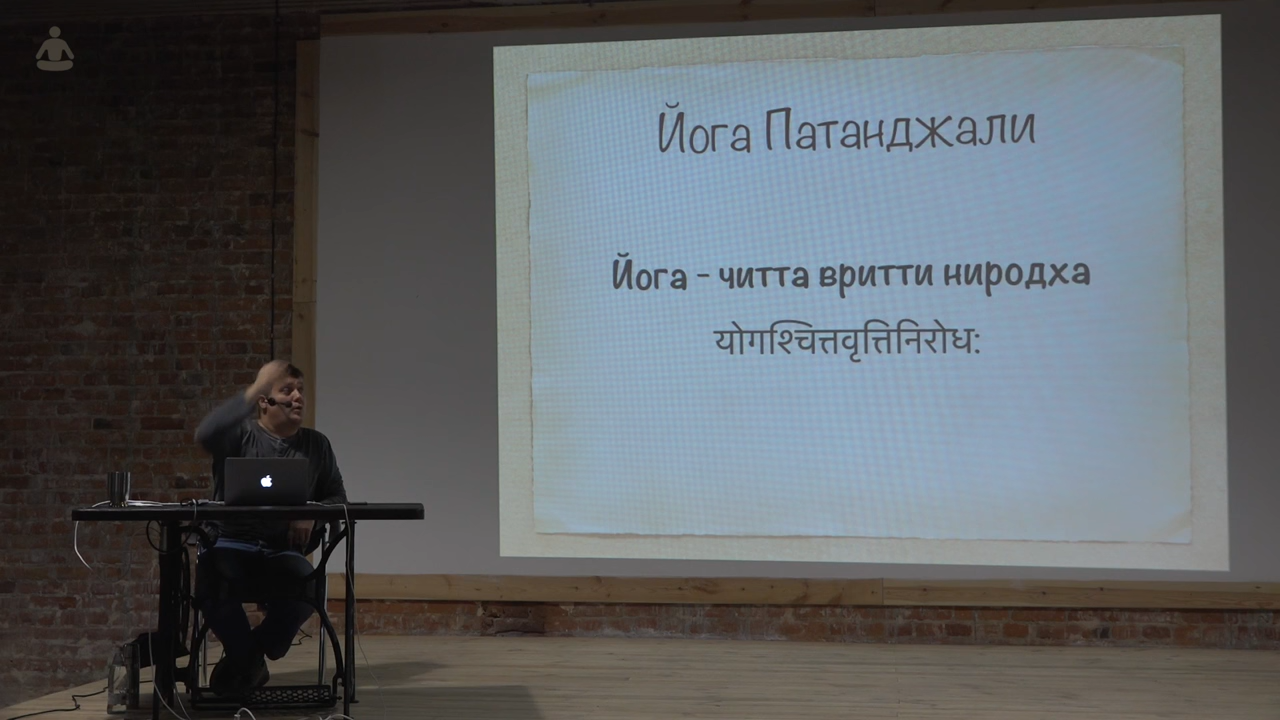 Йога Патанджали
Йога - читта вритти ниродха
योगश्चित्तवृत्तिनिरोध: